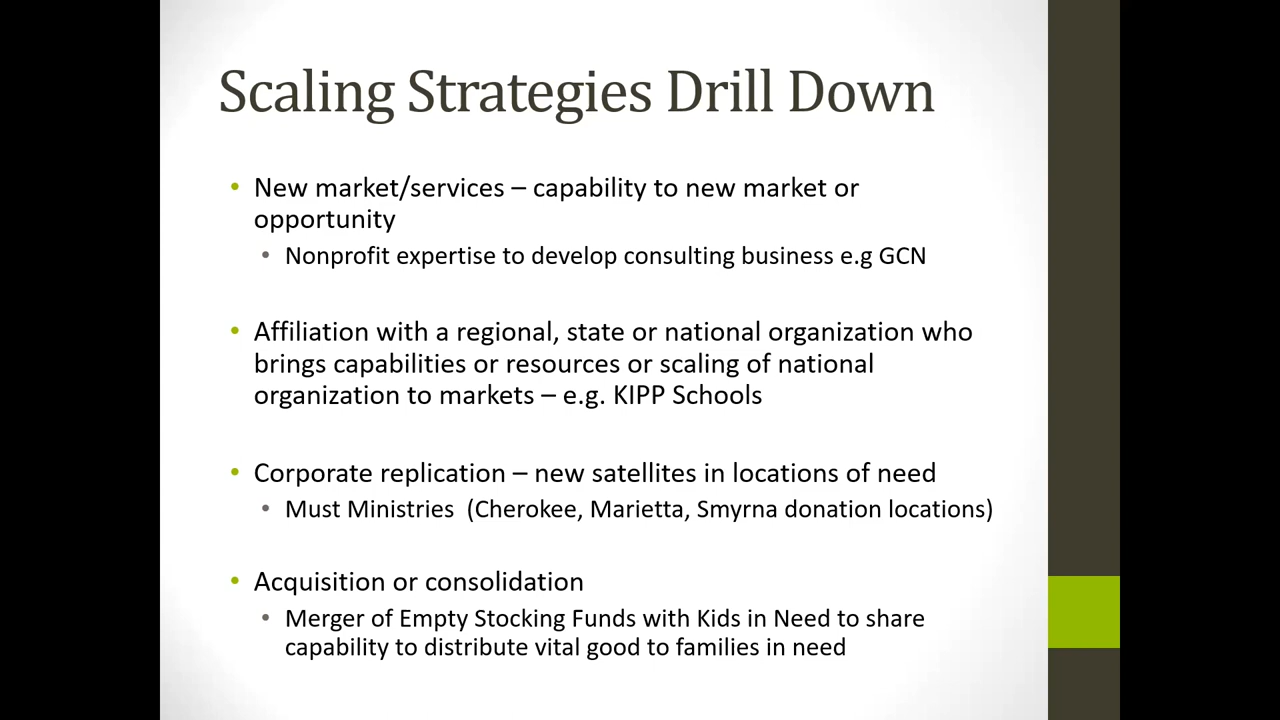 Scaling Strategies Drill Down
• New market/services – capability to new market or
opportunity
• Nonprofit expertise to develop consulting business e.g GCN
• Affiliation with a regional, state or national organization who
brings capabilities or resources or scaling of national
organization to markets – e.g. KIPP Schools
• Corporate replication – new satellites in locations of need
• Must Ministries  (Cherokee, Marietta, Smyrna donation locations)
• Acquisition or consolidation
• Merger of Empty Stocking Funds with Kids in Need to share
capability to distribute vital good to families in need